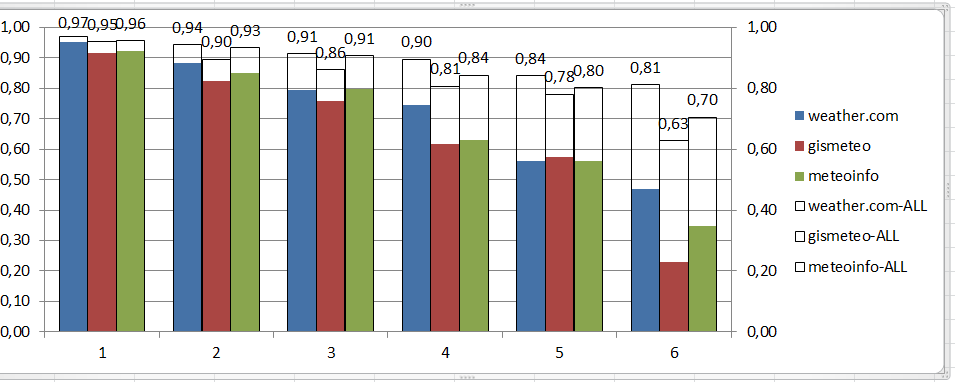 0,97 0,95 0,96 0,94 0,90 0,93 0,91 0,86 0,91 0,90 0,81 0,84 0,84 0,78 0,80 0,81 0,63 0,70
1,00 1,00
0,90
0,80 0,80
0,70
0,60 0,60
0,50
0,40 0,40
0,30
0,20 0,20
0,10
0,00 0,00
1 2 3 4 5 6
weather.com
gismeteo
meteoinfo
weather.com-ALL
gismeteo-ALL
meteoinfo-ALL